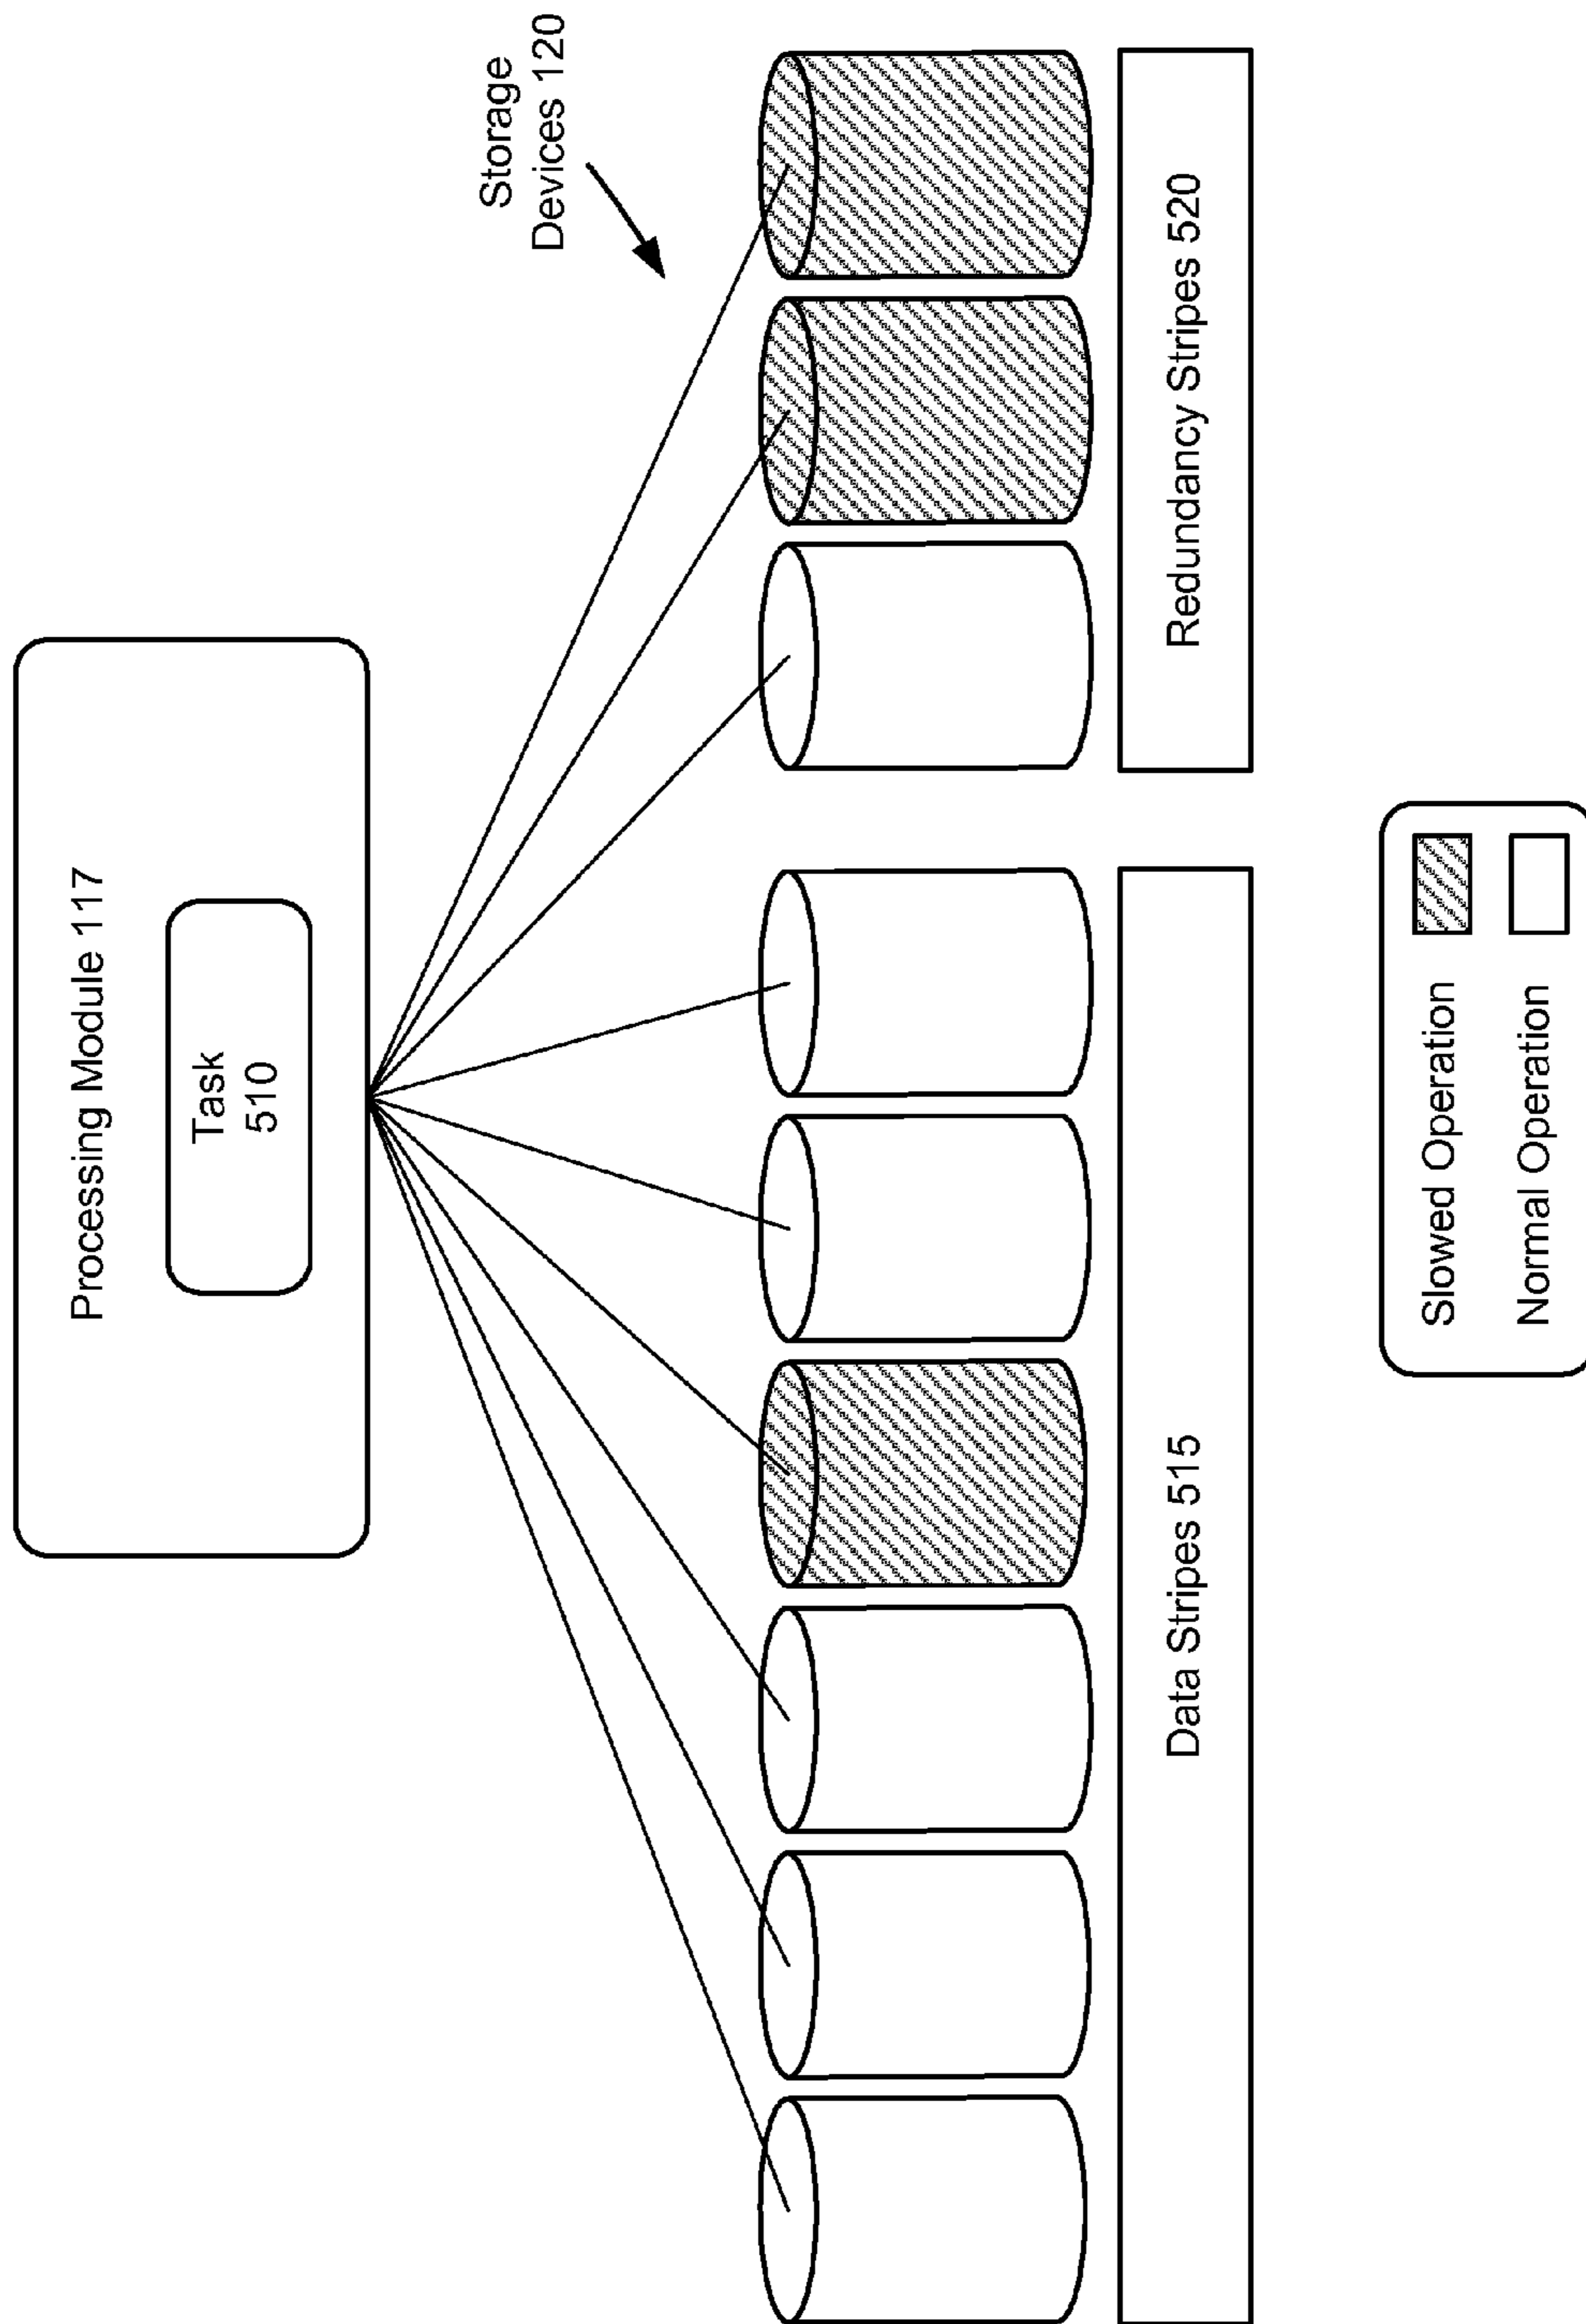 Processing Module 117
Task
510
Storage
Devices 120
Data Stripes 515
Redundancy Stripes 520
Slowed Operation
Normal Operation